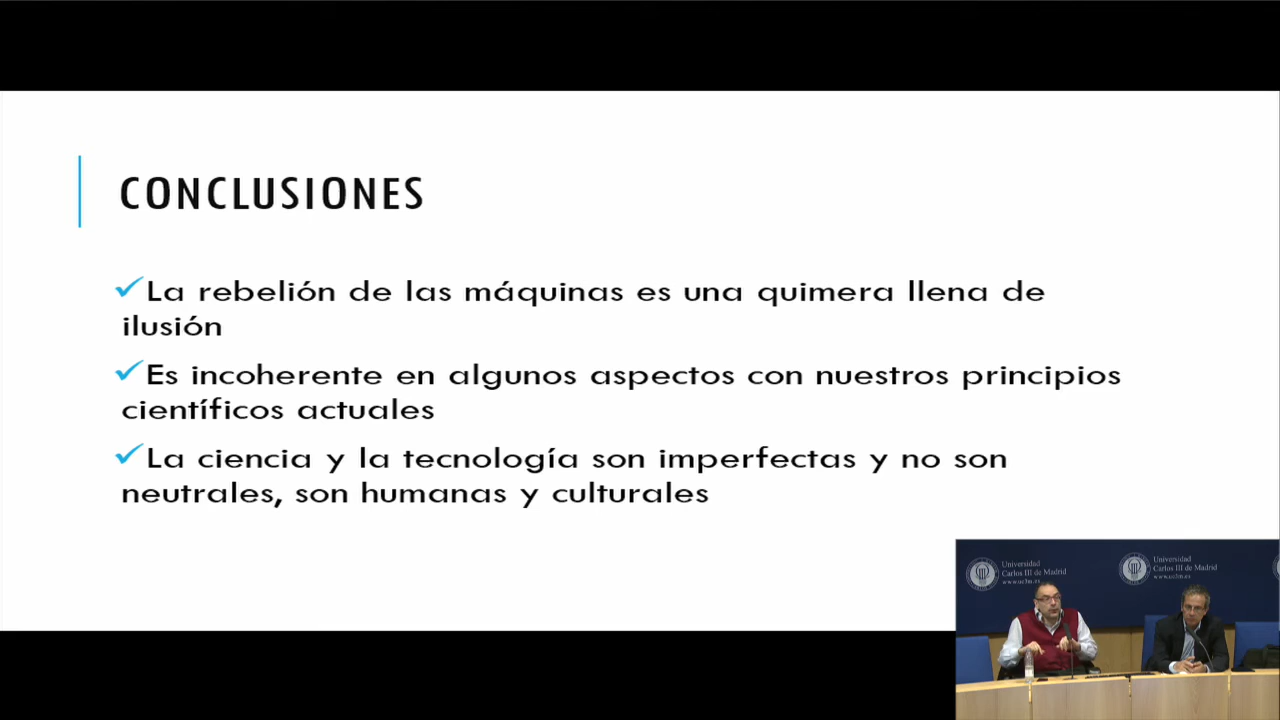 CONCLUSIONES
✓La rebelión de las máquinas es una quimera llena de
ilusión
✓Es incoherente en algunos aspectos con nuestros principios
científicos actuales
✓La ciencia y la tecnología son imperfectas y no son
neutrales, son humanas y culturales
Universidad
Carlos III de Madrid
www.uc3m.es
Universidad
Carlos III de Madrid
www.uc3m.es